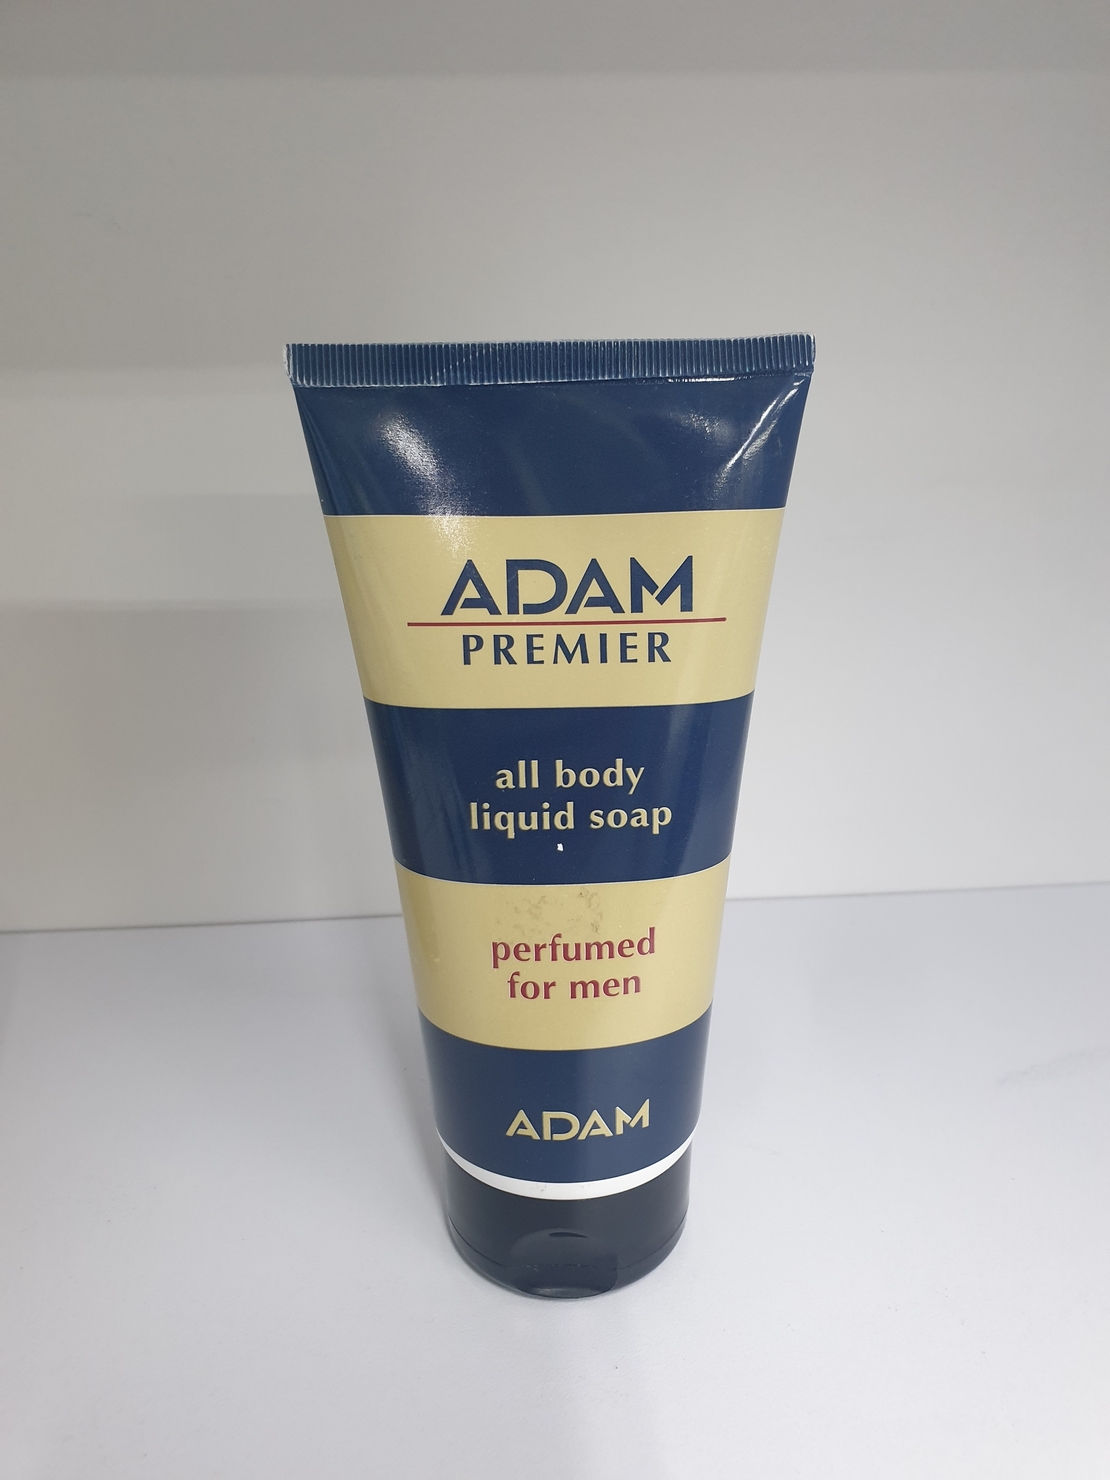 ADAM
PREMIER
all body
liquid soap
perfumed
for men
ADAM